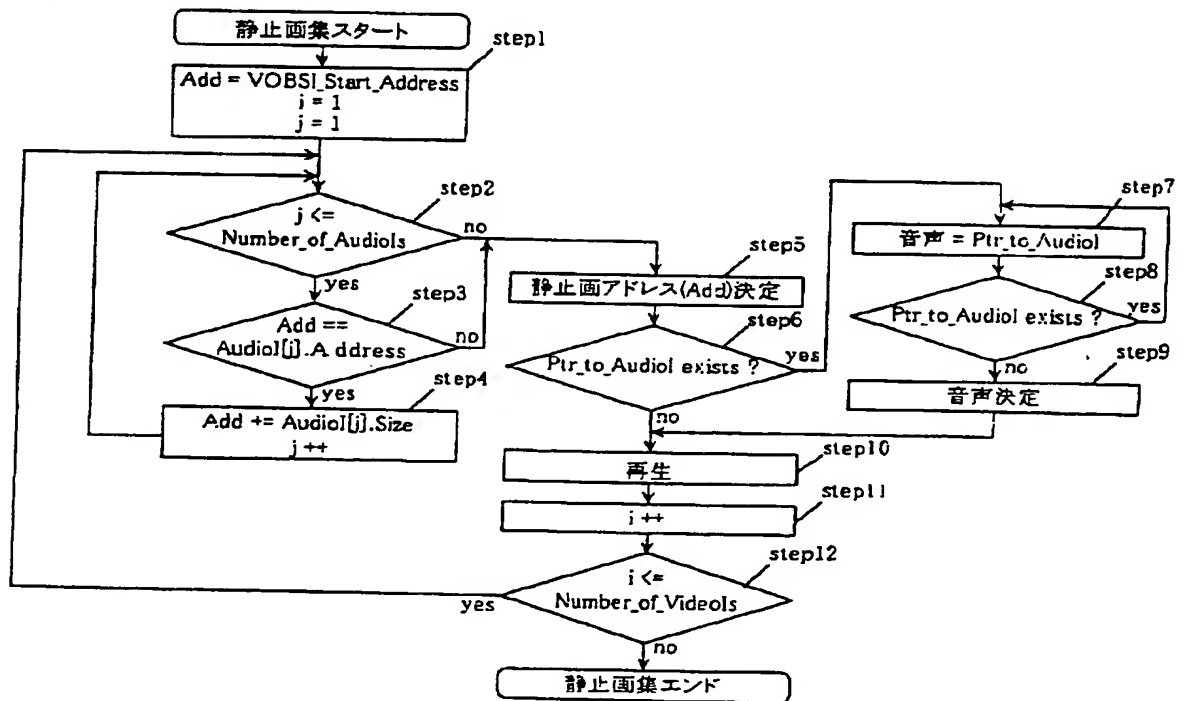 静止画集スタート
step1
Add = VOBSI_Start_Address
i = 1
j = 1
step2
j <=
Number_of_AudioIs
no
yes
step3
Add ==
AudioI[j].Address
no
yes
step4
Add += AudioI[j].Size
j ++
step5
静止画アドレス(Add)決定
step6
Ptr_to_AudioI exists ?
yes
no
step7
音声 = Ptr_to_AudioI
step8
Ptr_to_AudioI exists ?
yes
no
step9
音声決定
step10
再生
step11
i ++
step12
i <=
Number_of_VideoIs
yes
no
静止画集エンド